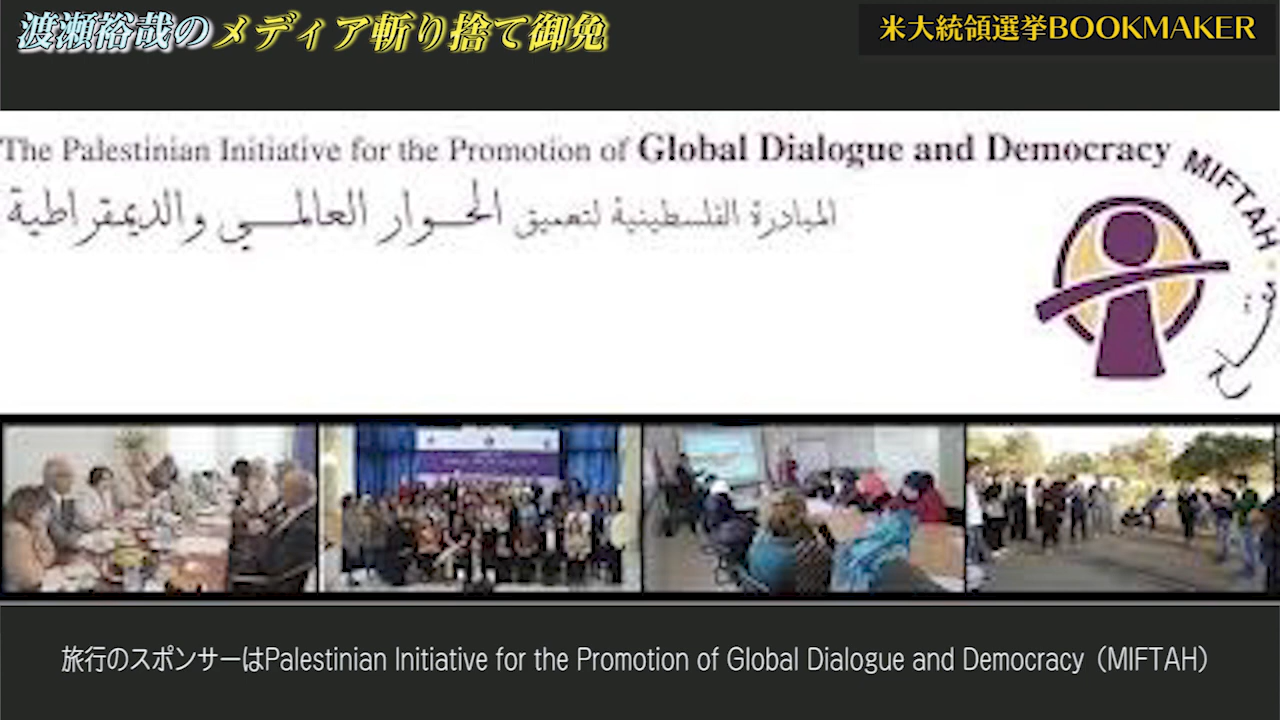 渡瀬裕哉のメディア斬り捨て御免
米大統領選挙BOOKMAKER
The Palestinian Initiative for the Promotion of Global Dialogue and Democracy
المبادرة الفلسطينية لتعميق الحوار العالمي والديمقراطية
MIFTAH
مفتاح
旅行のスポンサーはPalestinian Initiative for the Promotion of Global Dialogue and Democracy（MIFTAH）